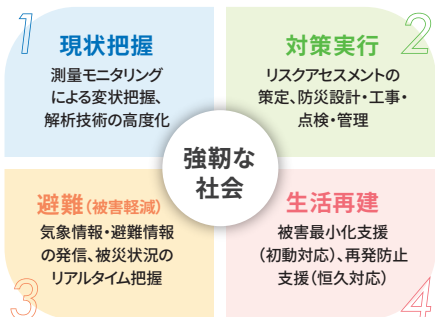 1
現状把握
測量モニタリング
による変状把握、
解析技術の高度化
2
対策実行
リスクアセスメントの
策定、防災設計・工事・
点検・管理
強靭な
社会
3
避難(被害軽減)
気象情報・避難情報
の発信、被災状況の
リアルタイム把握
4
生活再建
被害最小化支援
(初動対応)、再発防止
支援(恒久対応)